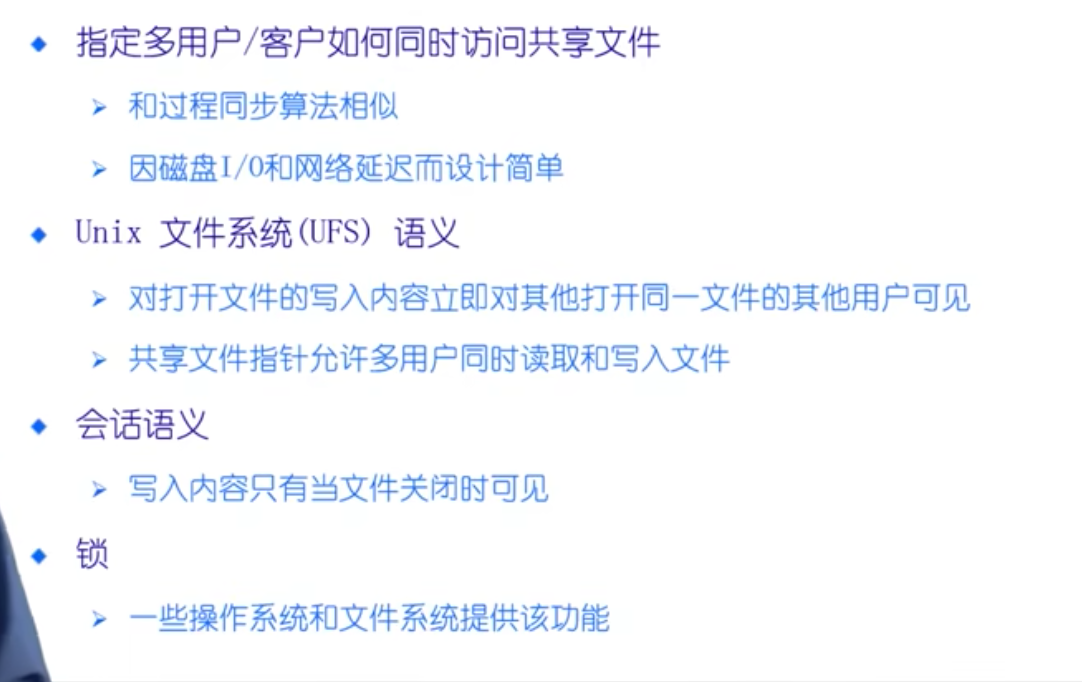 指定多用户/客户如何同时访问共享文件
和过程同步算法相似
因磁盘I/O和网络延迟而设计简单
Unix 文件系统(UFS) 语义
对打开文件的写入内容立即对其他打开同一文件的其他用户可见
共享文件指针允许多用户同时读取和写入文件
会话语义
写入内容只有当文件关闭时可见
锁
一些操作系统和文件系统提供该功能